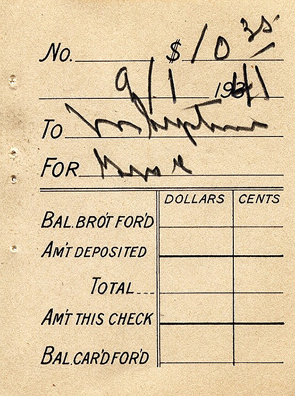 No. $10 35
9/1 1941
To
For
DOLLARS CENTS
BAL. BRO'T FOR'D
AM'T DEPOSITED
TOTAL
AM'T THIS CHECK
BAL. CAR'D FOR'D